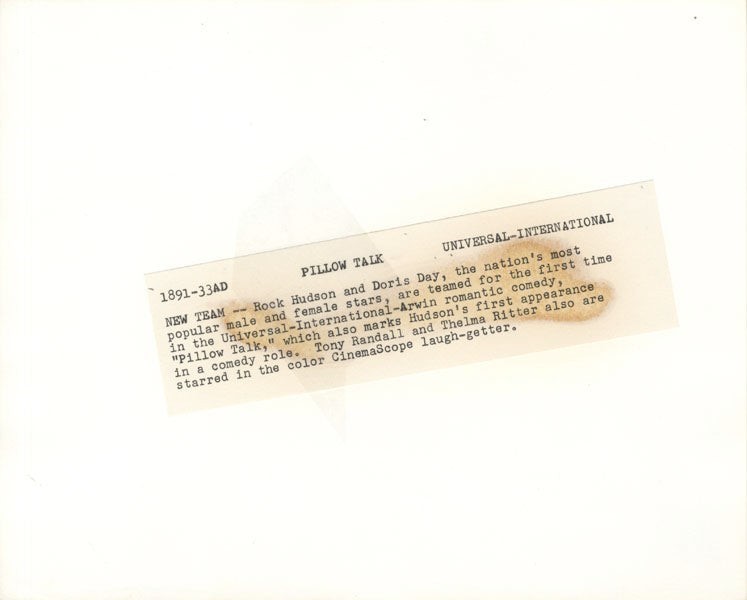 1891-33AD PILLOW TALK UNIVERSAL-INTERNATIONAL
NEW TEAM -- Rock Hudson and Doris Day, the nation's most
popular male and female stars, are teamed for the first time
in the Universal-International-Arwin romantic comedy,
"Pillow Talk," which also marks Hudson's first appearance
in a comedy role. Tony Randall and Thelma Ritter also are
starred in the color CinemaScope laugh-getter.